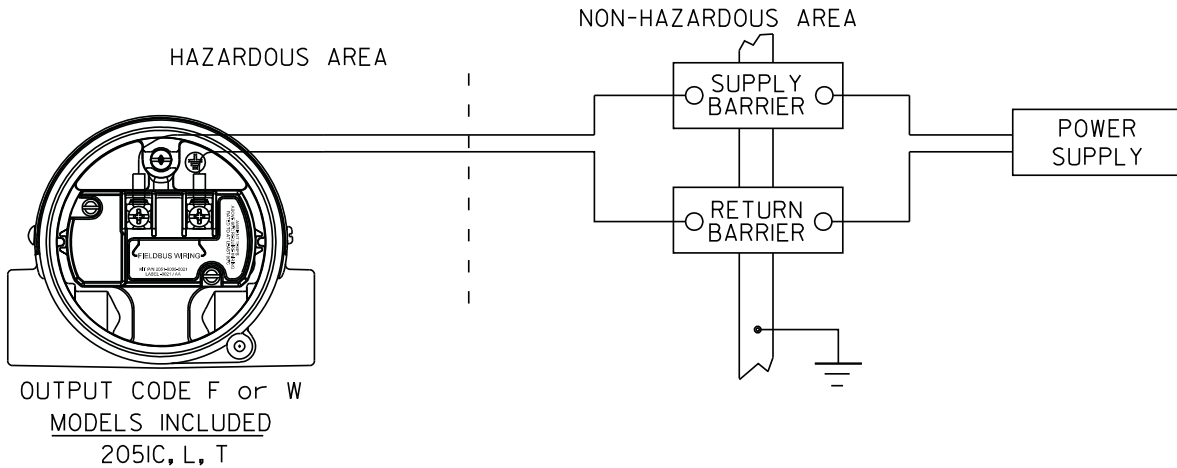 NON-HAZARDOUS AREA
HAZARDOUS AREA
SUPPLY
BARRIER
POWER
SUPPLY
RETURN
BARRIER
FIELDBUS WIRING
OUTPUT CODE F or W
MODELS INCLUDED
2051C, L, T